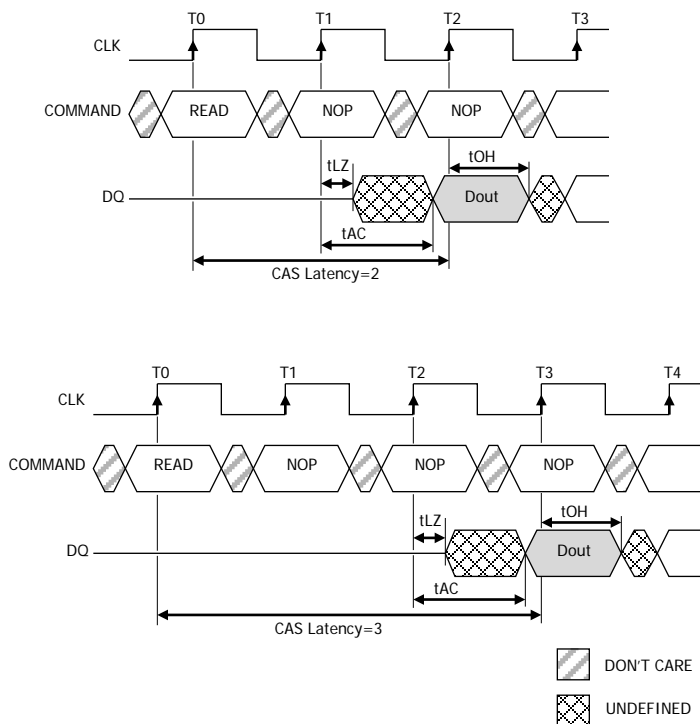 T0 T1 T2 T3
CLK
COMMAND READ NOP NOP
tLZ tOH
DQ Dout
tAC
CAS Latency=2
T0 T1 T2 T3 T4
CLK
COMMAND READ NOP NOP NOP
tLZ tOH
DQ Dout
tAC
CAS Latency=3
DON'T CARE
UNDEFINED